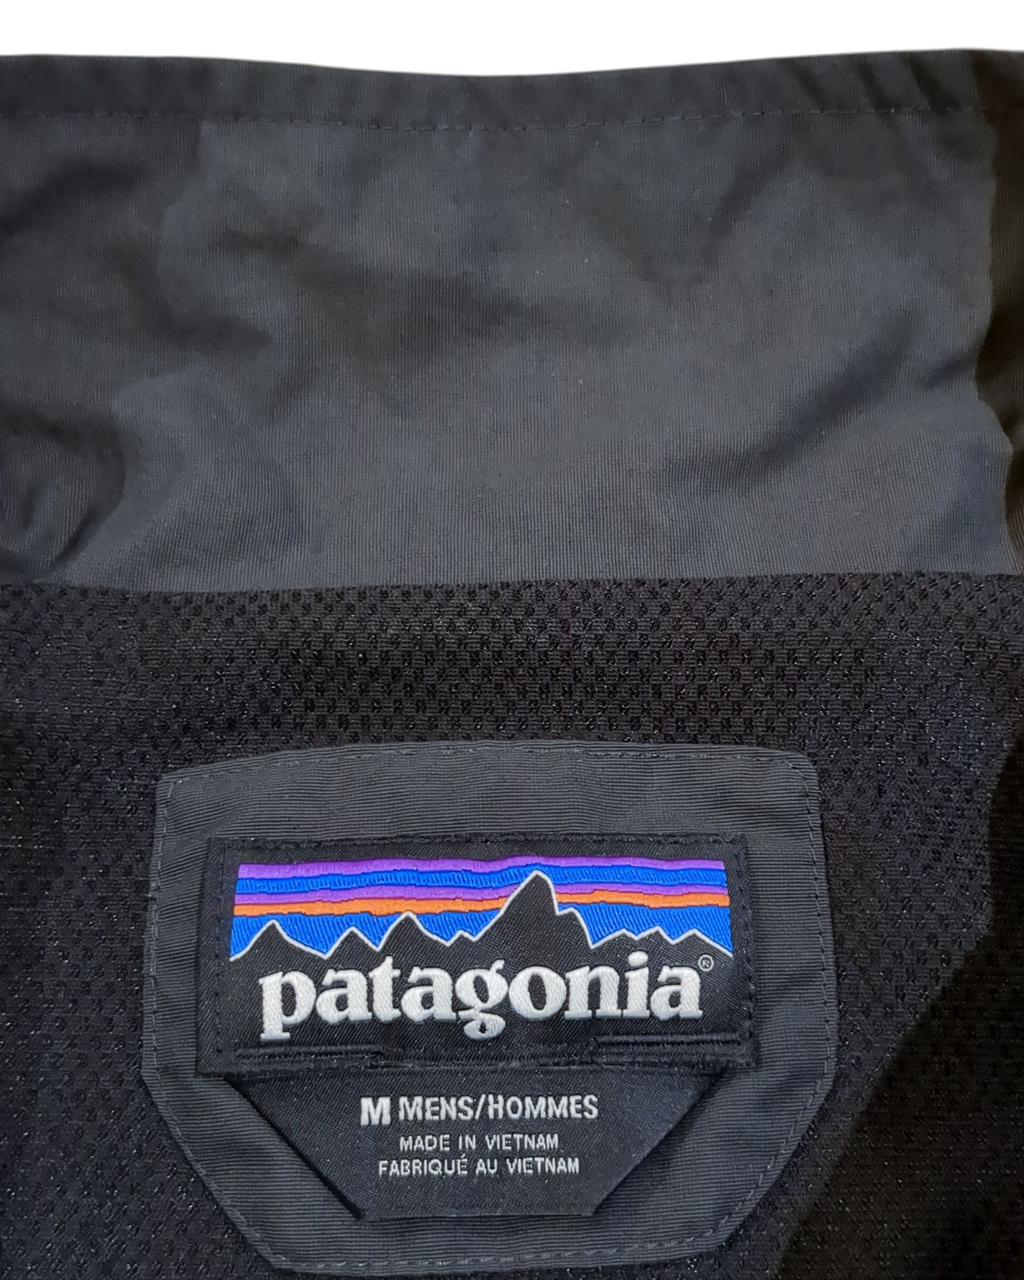 patagonia®
M MENS/HOMMES
MADE IN VIETNAM
FABRIQUÉ AU VIETNAM